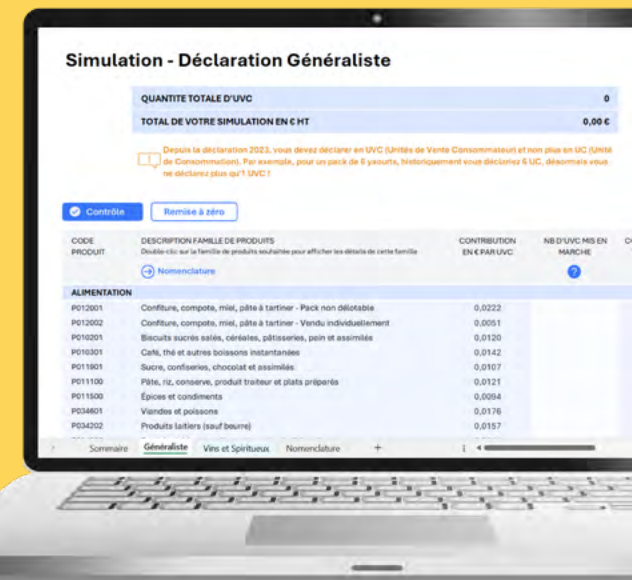 Simulation - Déclaration Généraliste
QUANTITE TOTALE D'UVC 0
TOTAL DE VOTRE SIMULATION EN € HT 0,00 €
Depuis la déclaration 2023, vous devez déclarer en UVC (Unités de Vente Consommateur) et non plus en UC (Unité
de Consommation). Par exemple, pour un pack de 6 yaourts, historiquement vous déclariez 6 UC, désormais vous
ne déclarez plus qu'1 UVC !
Contrôle Remise à zéro
CODE DESCRIPTION FAMILLE DE PRODUITS CONTRIBUTION NB D'UVC MIS EN
PRODUIT Double-clic sur la famille de produits souhaitée pour afficher les détails de cette famille EN € PAR UVC MARCHE
Nomenclature ?
ALIMENTATION
P012001 Confiture, compote, miel, pâte à tartiner - Pack non délotable 0,0222
P012002 Confiture, compote, miel, pâte à tartiner - Vendu individuellement 0,0051
P010201 Biscuits sucrés salés, céréales, pâtisseries, pain et assimilés 0,0120
P010301 Café, thé et autres boissons instantanées 0,0142
P011901 Sucre, confiseries, chocolat et assimilés 0,0107
P011100 Pâte, riz, conserve, produit traiteur et plats préparés 0,0121
P011500 Épices et condiments 0,0094
P034601 Viandes et poissons 0,0176
P034202 Produits laitiers (sauf beurre) 0,0157
Sommaire Généraliste Vins et Spiritueux Nomenclature +